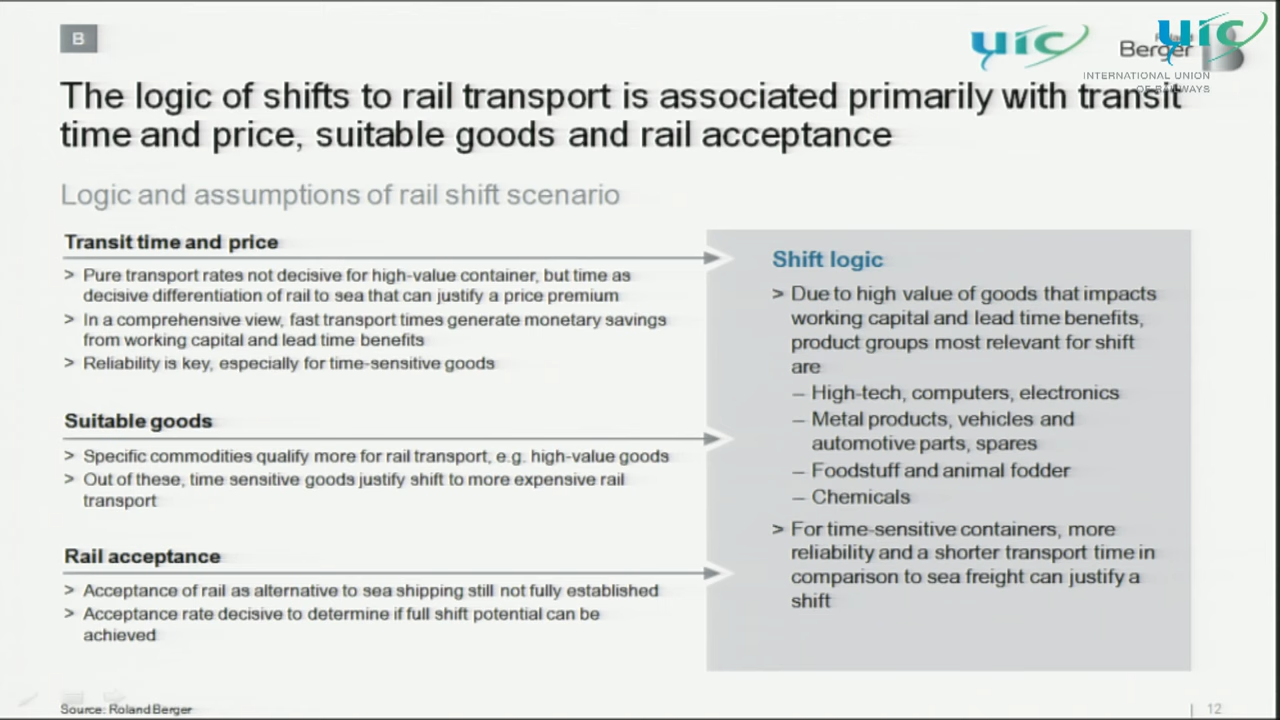 B
uic
Berger
uic
INTERNATIONAL UNION
OF RAILWAYS
The logic of shifts to rail transport is associated primarily with transit
time and price, suitable goods and rail acceptance
Logic and assumptions of rail shift scenario
Transit time and price
> Pure transport rates not decisive for high-value container, but time as
decisive differentiation of rail to sea that can justify a price premium
> In a comprehensive view, fast transport times generate monetary savings
from working capital and lead time benefits
> Reliability is key, especially for time-sensitive goods
Suitable goods
> Specific commodities qualify more for rail transport, e.g. high-value goods
> Out of these, time sensitive goods justify shift to more expensive rail
transport
Rail acceptance
> Acceptance of rail as alternative to sea shipping still not fully established
> Acceptance rate decisive to determine if full shift potential can be
achieved
Shift logic
> Due to high value of goods that impacts
working capital and lead time benefits,
product groups most relevant for shift
are
– High-tech, computers, electronics
– Metal products, vehicles and
automotive parts, spares
– Foodstuff and animal fodder
– Chemicals
> For time-sensitive containers, more
reliability and a shorter transport time in
comparison to sea freight can justify a
shift
Source: Roland Berger
12